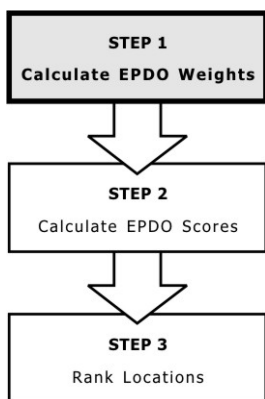 STEP 1
Calculate EPDO Weights
STEP 2
Calculate EPDO Scores
STEP 3
Rank Locations